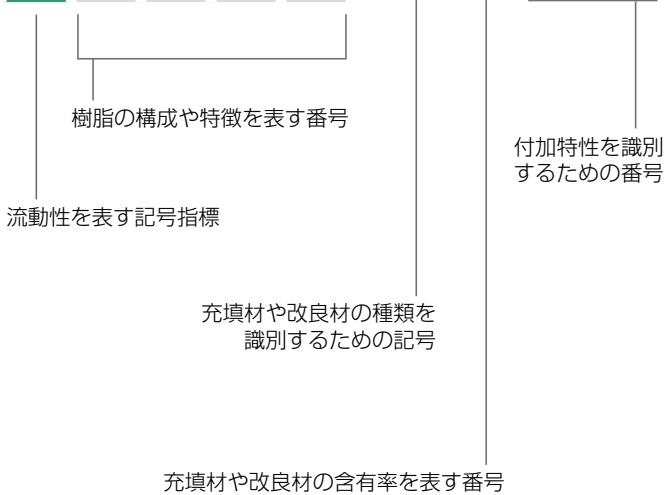 樹脂の構成や特徴を表す番号
付加特性を識別
するための番号
流動性を表す記号指標
充填材や改良材の種類を
識別するための記号
充填材や改良材の含有率を表す番号